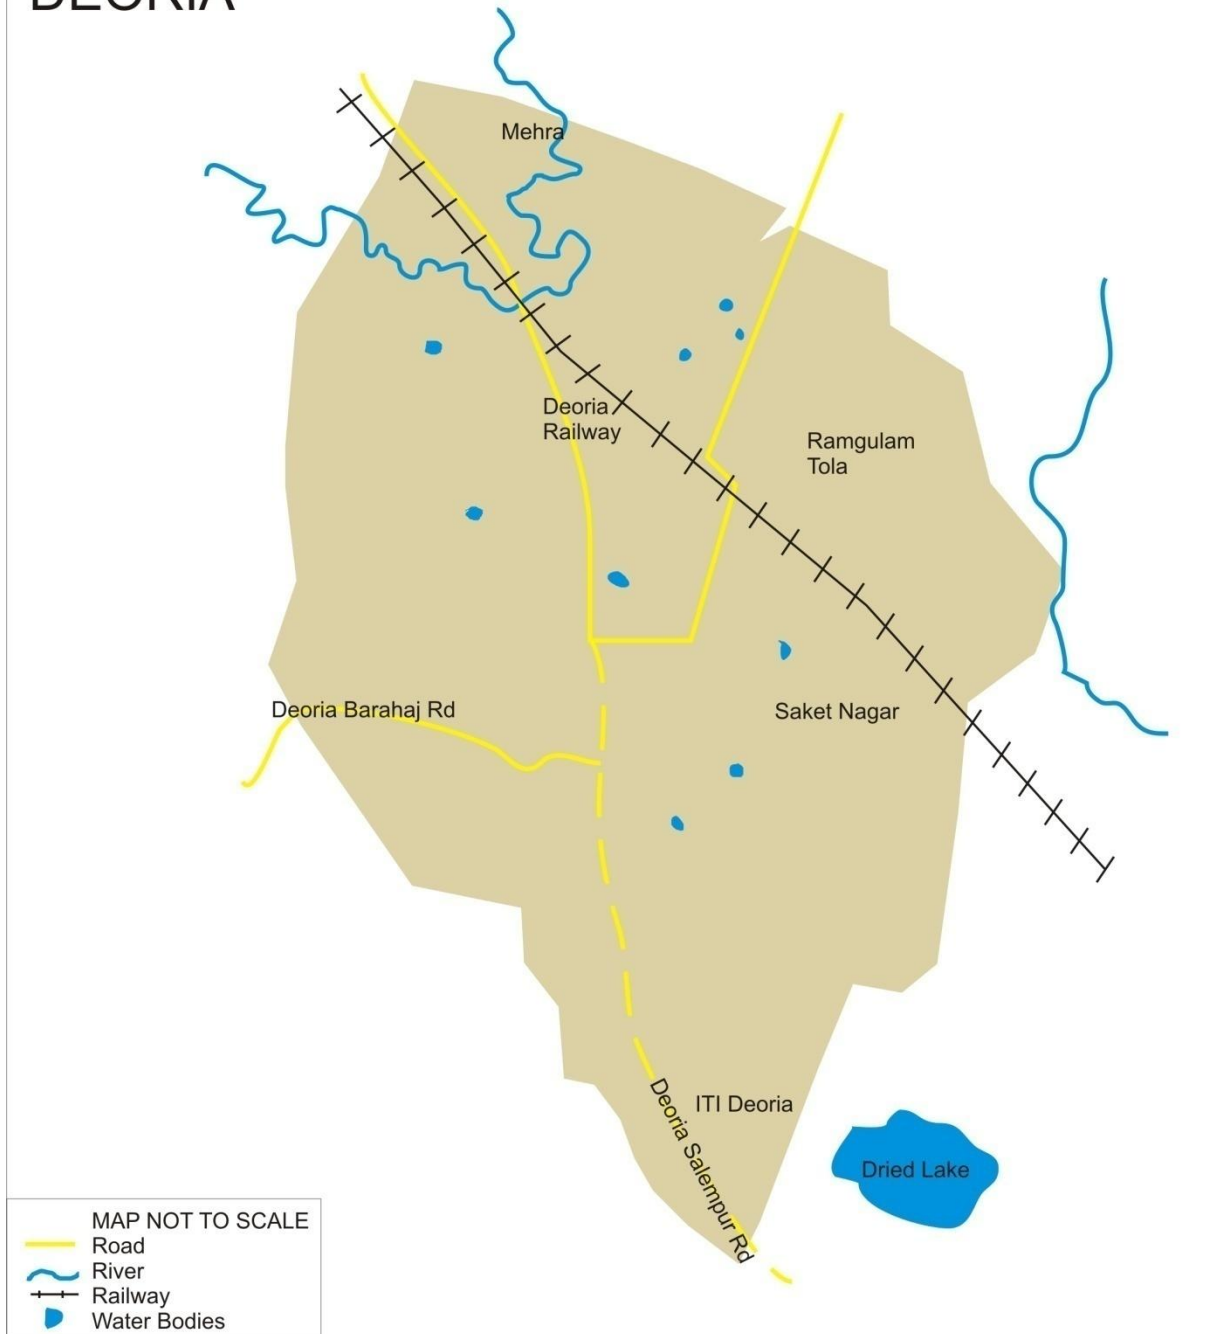 DEORIA
Mehra
Deoria
Railway
Ramgulam
Tola
Deoria Barahaj Rd
Saket Nagar
Deoria Salempur Rd
ITI Deoria
Dried Lake
MAP NOT TO SCALE
Road
River
Railway
Water Bodies